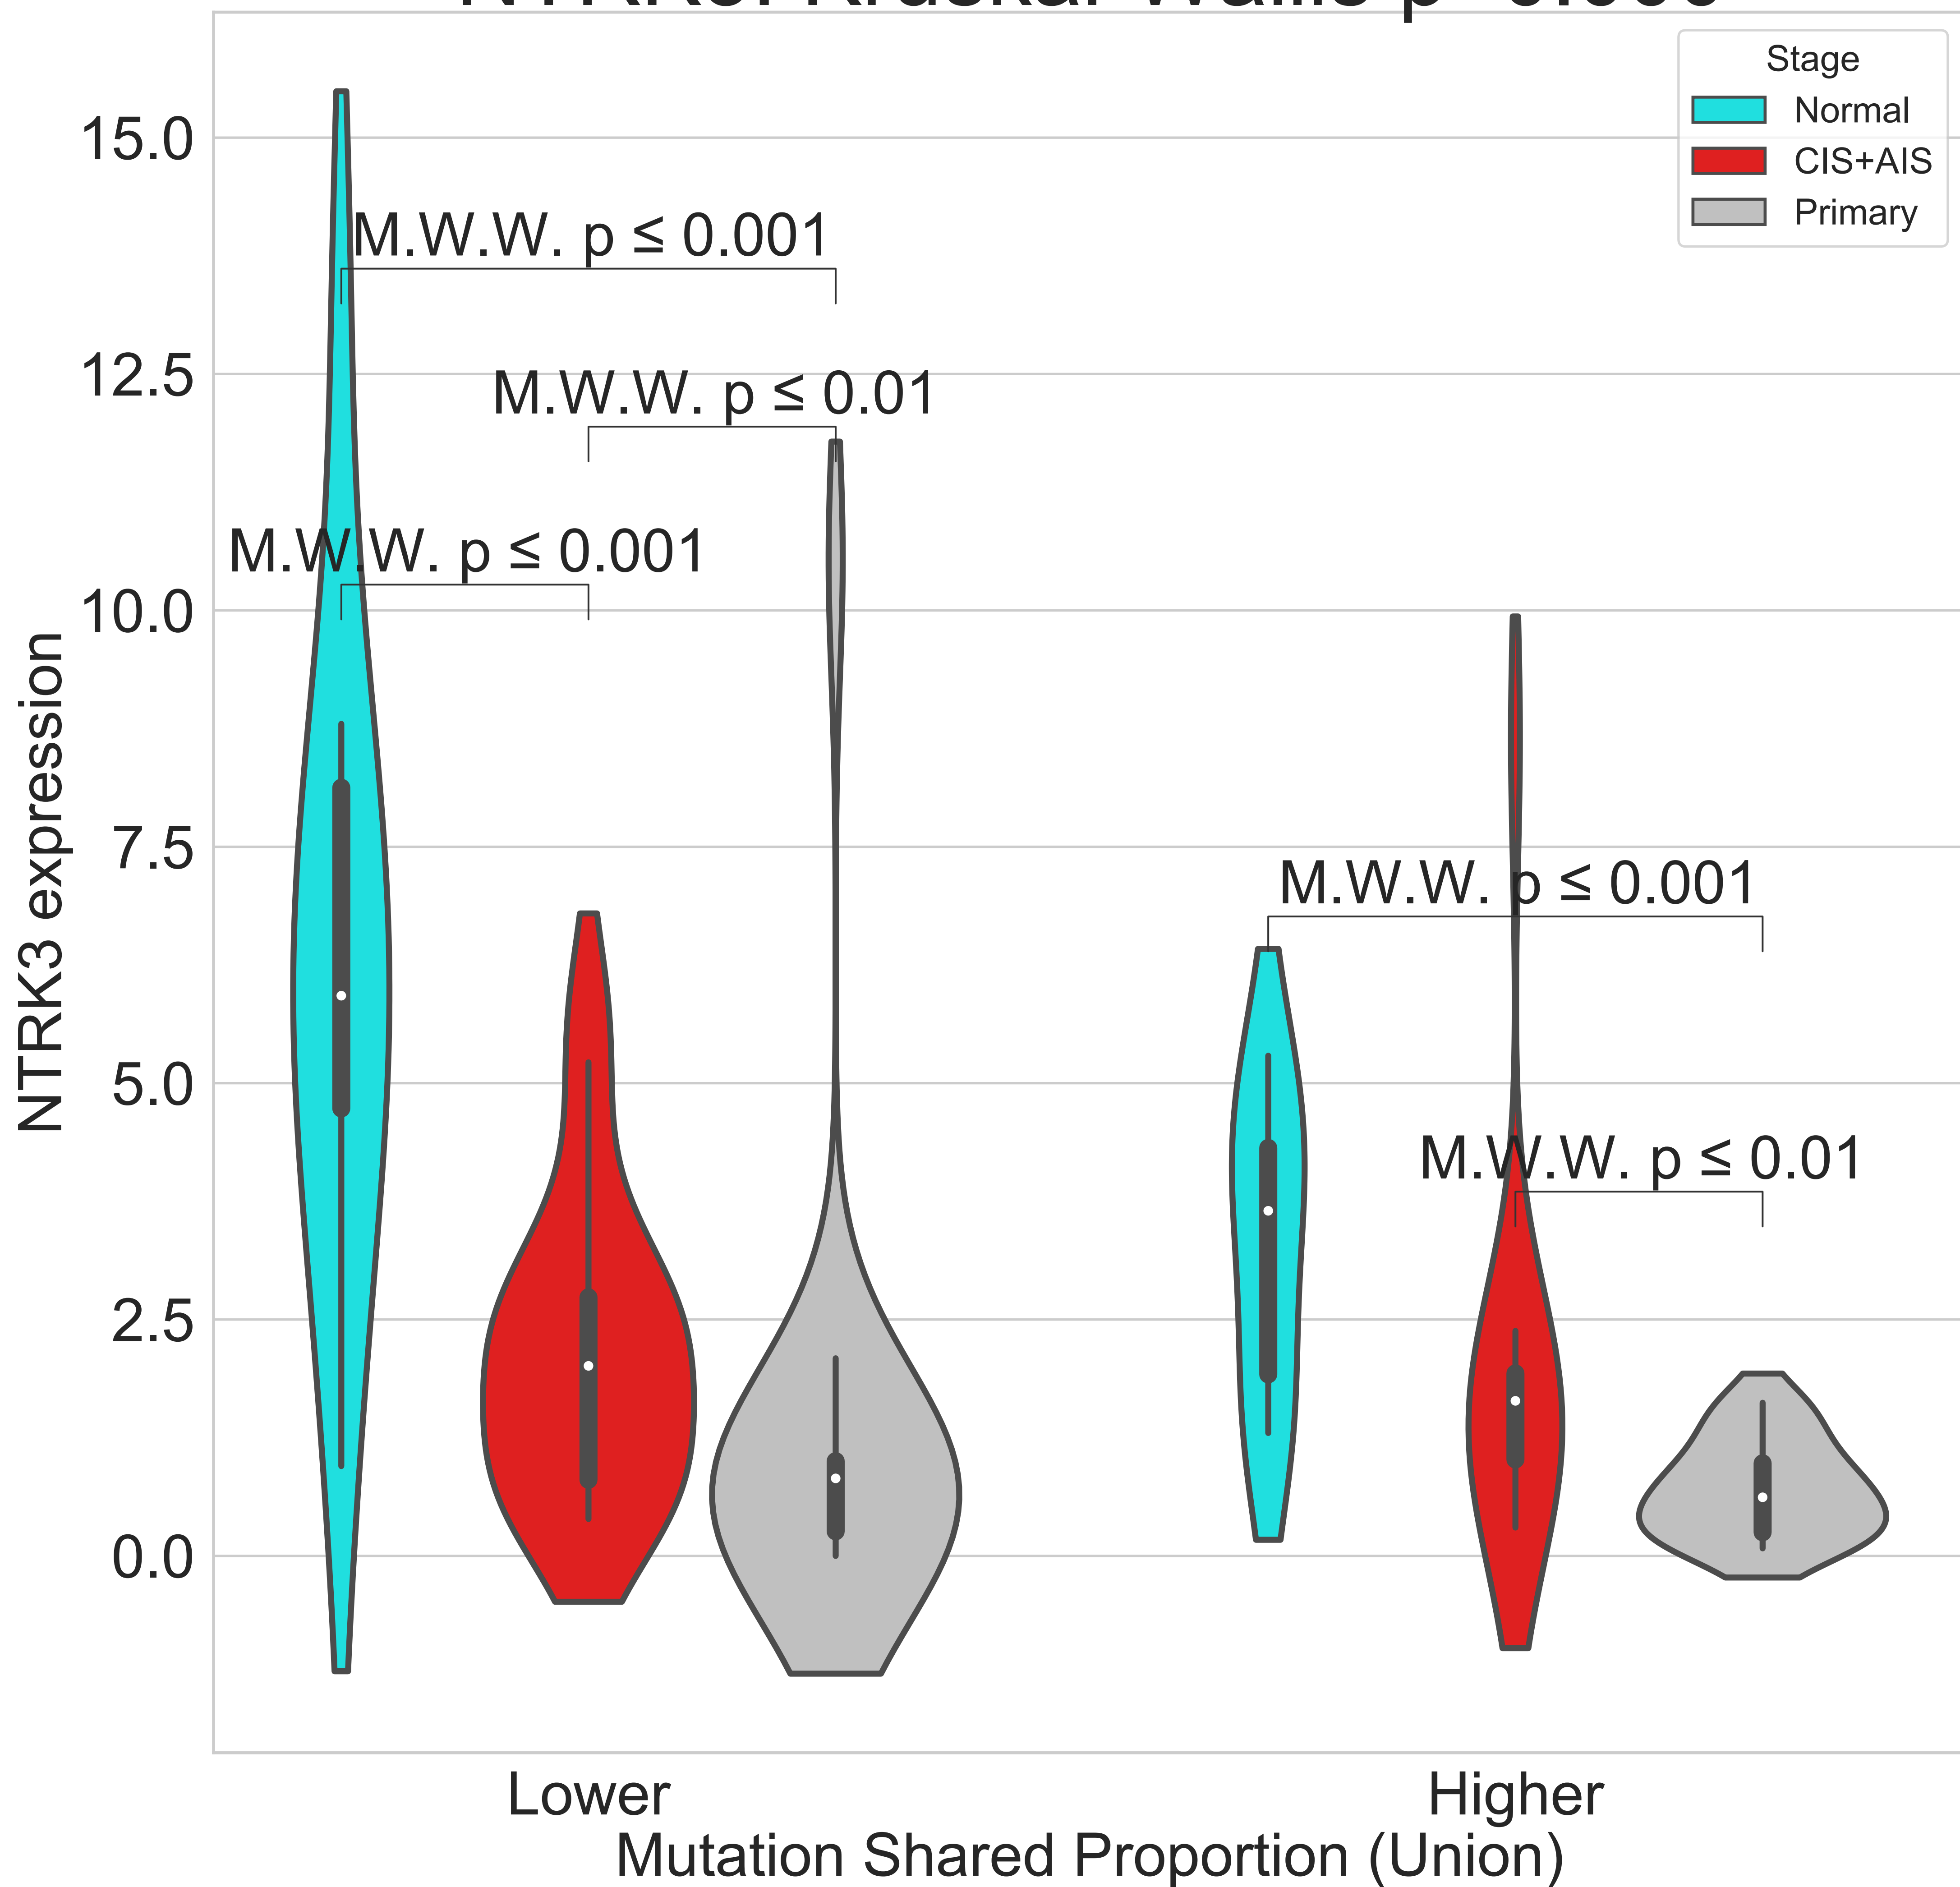 Stage
Normal
CIS+AIS
Primary
15.0
12.5
10.0
7.5
5.0
2.5
0.0
NTRK3 expression
M.W.W. p ≤ 0.001
M.W.W. p ≤ 0.01
M.W.W. p ≤ 0.001
M.W.W. p ≤ 0.001
M.W.W. p ≤ 0.01
Lower
Higher
Mutation Shared Proportion (Union)